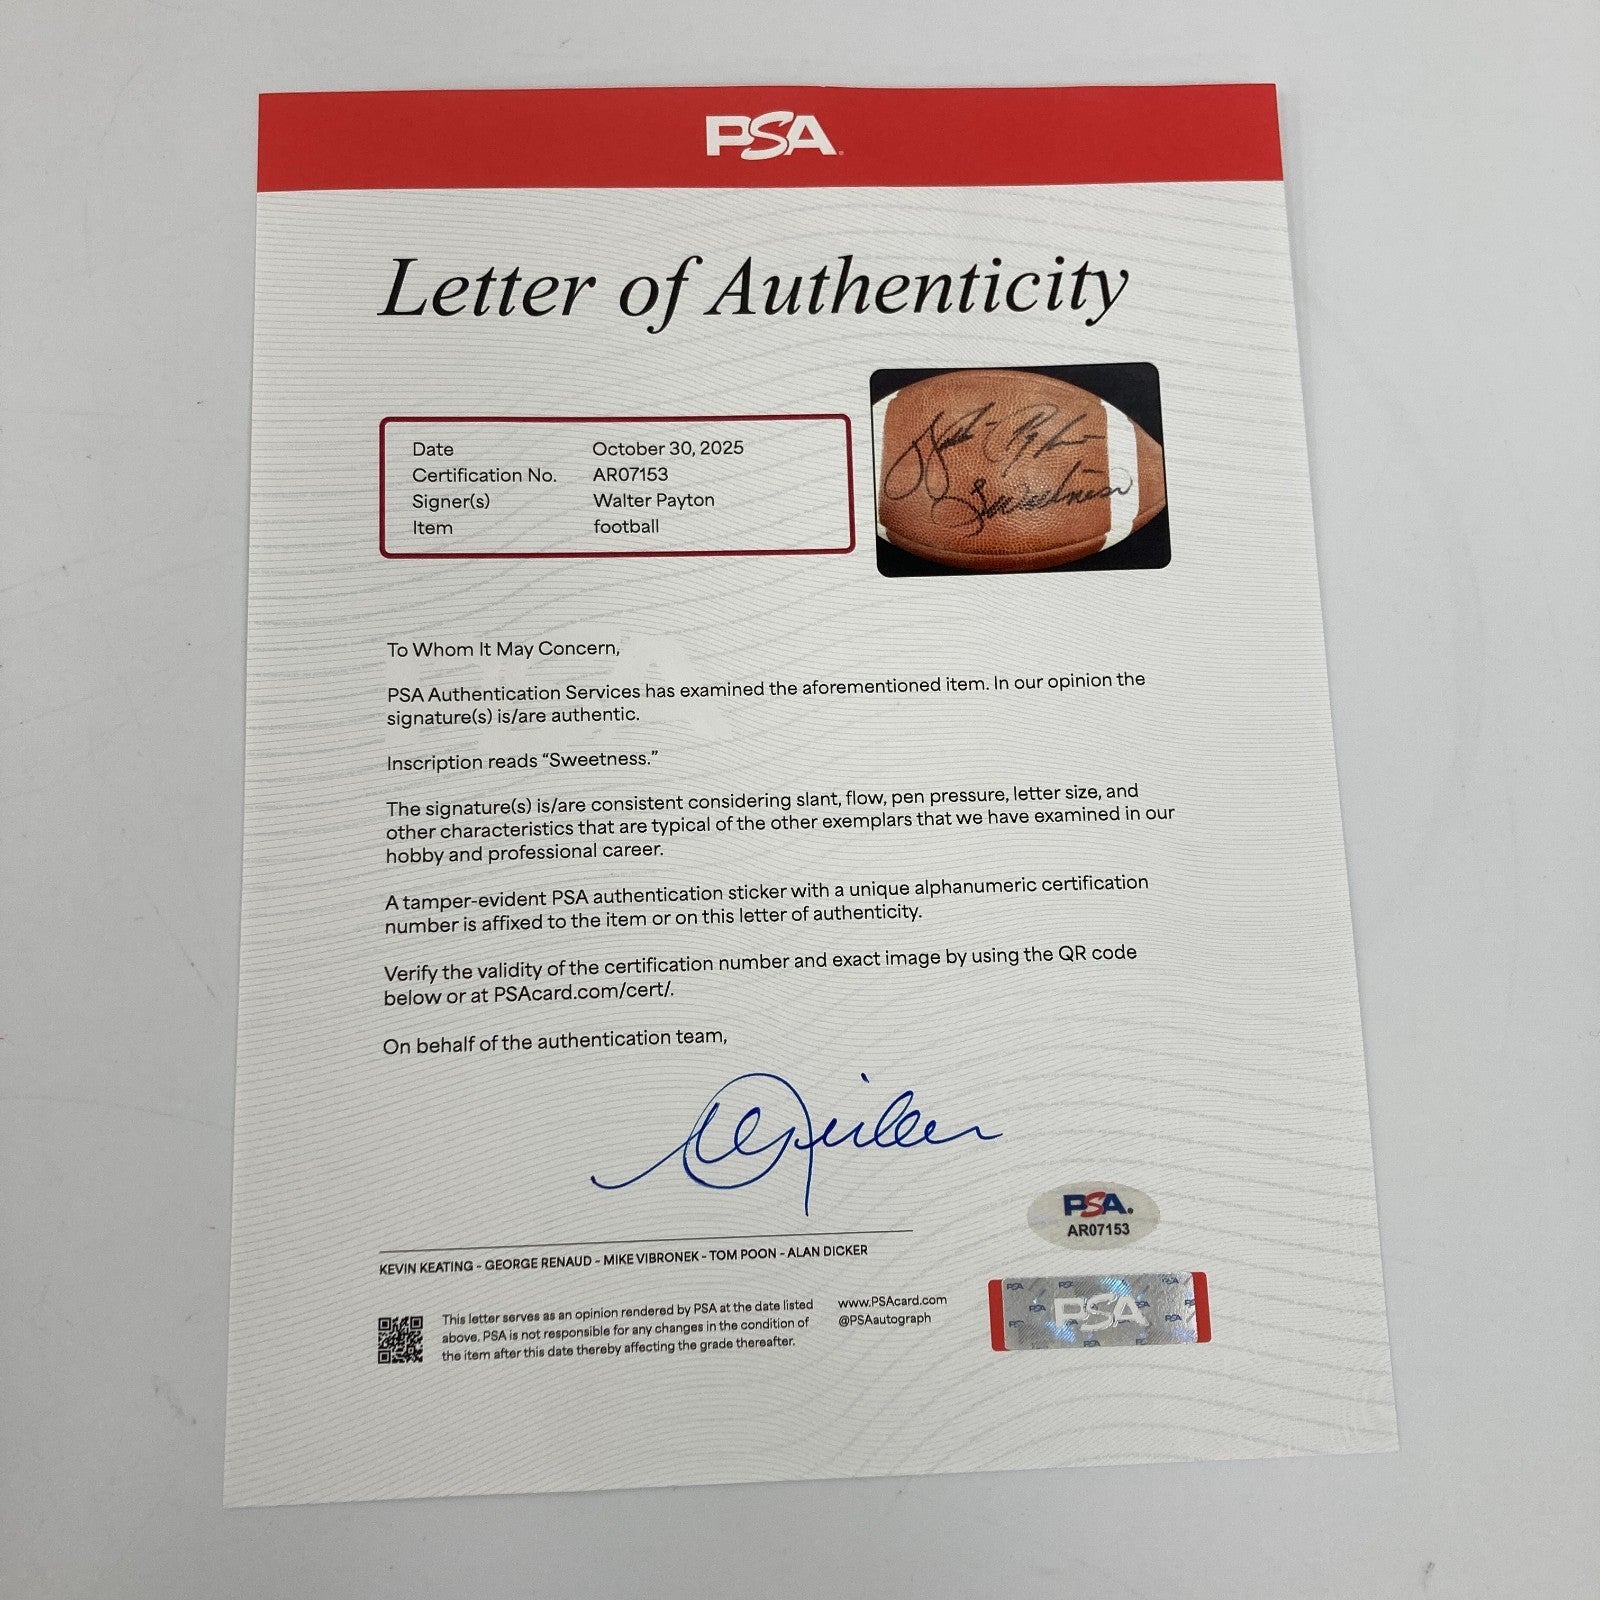 PSA
Letter of Authenticity
Date October 30, 2025
Certification No. AR07153
Signer(s) Walter Payton
Item football
Walter Payton
Sweetness
To Whom It May Concern,
PSA Authentication Services has examined the aforementioned item. In our opinion the
signature(s) is/are authentic.
Inscription reads “Sweetness.”
The signature(s) is/are consistent considering slant, flow, pen pressure, letter size, and
other characteristics that are typical of the other exemplars that we have examined in our
hobby and professional career.
A tamper-evident PSA authentication sticker with a unique alphanumeric certification
number is affixed to the item or on this letter of authenticity.
Verify the validity of the certification number and exact image by using the QR code
below or at PSAcard.com/cert/.
On behalf of the authentication team,
PSA.
AR07153
KEVIN KEATING - GEORGE RENAUD - MIKE VIBRONEK - TOM POON - ALAN DICKER
This letter serves as an opinion rendered by PSA at the date listed
above. PSA is not responsible for any changes in the condition of
the item after this date thereby affecting the grade thereafter.
www.PSAcard.com
@PSAautograph
PSA